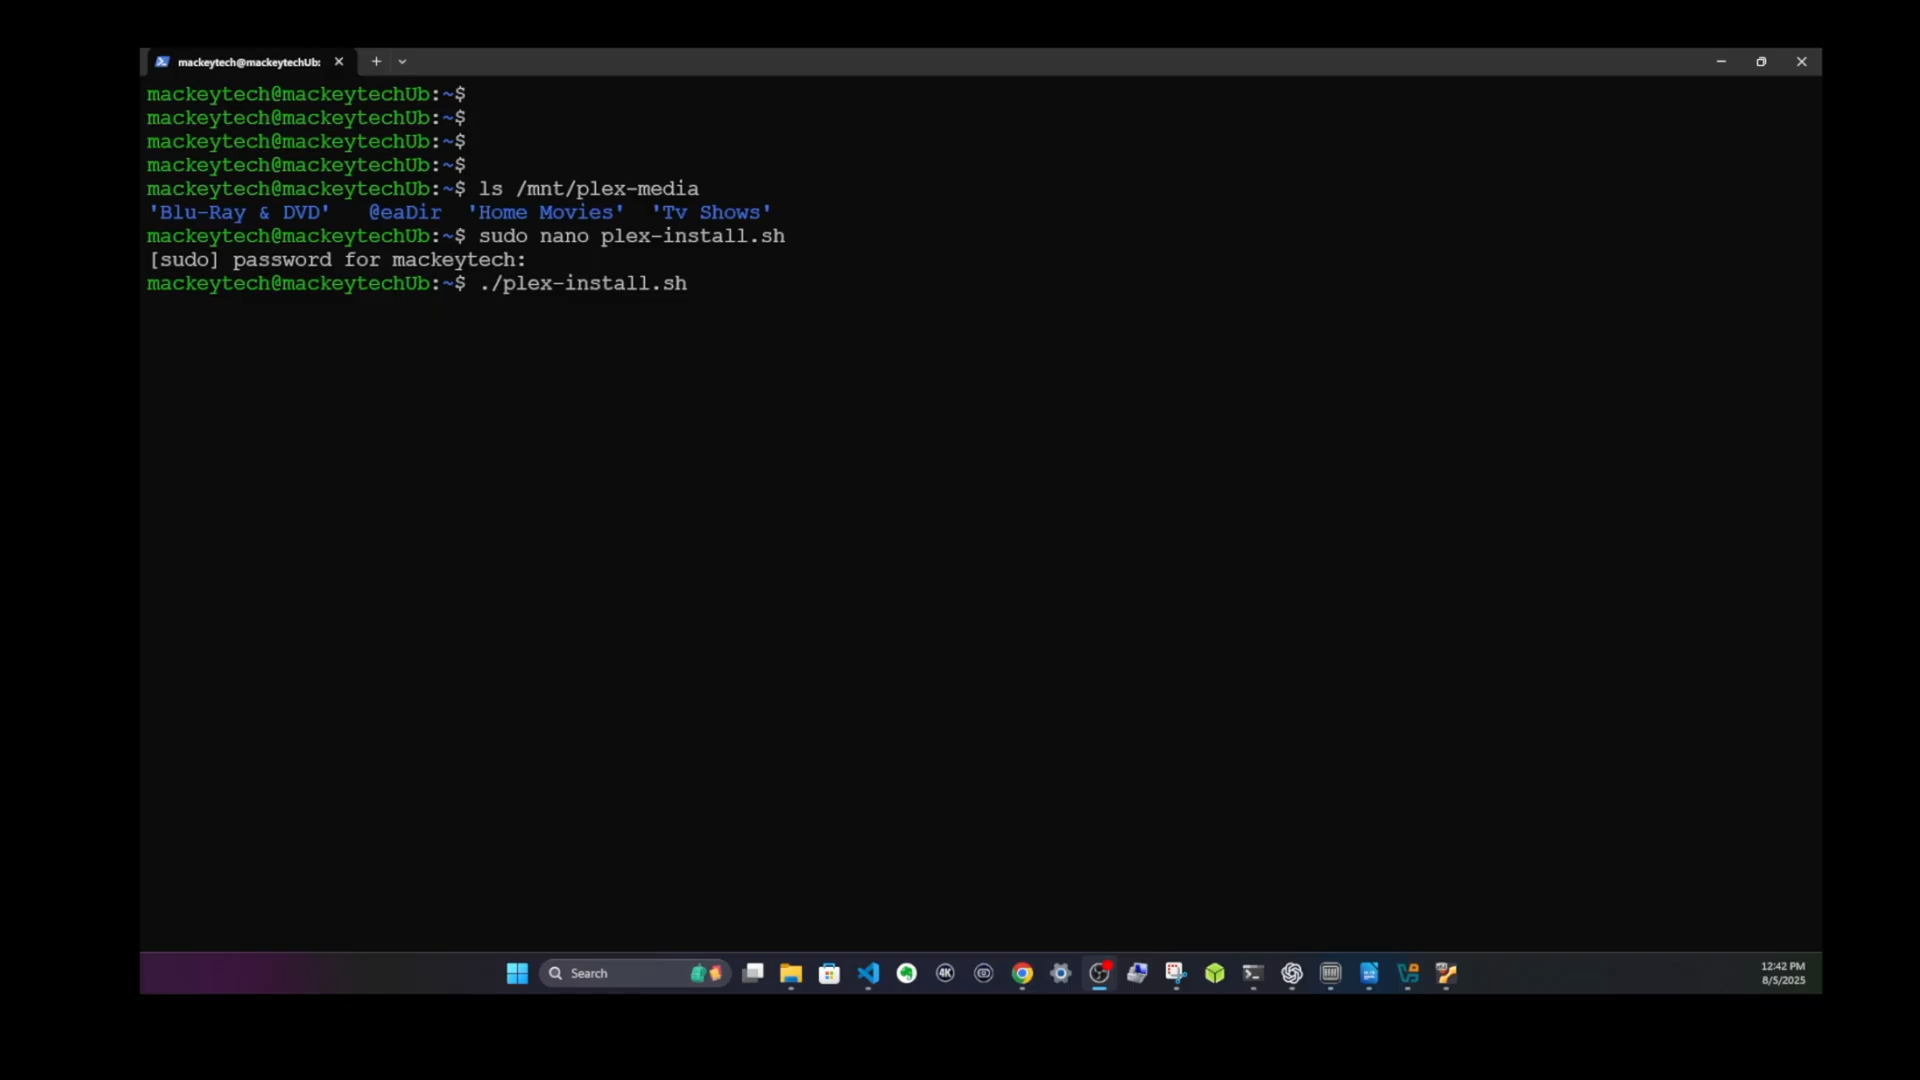 mackeytech@mackeytechUb:
mackeytech@mackeytechUb:~$
mackeytech@mackeytechUb:~$
mackeytech@mackeytechUb:~$
mackeytech@mackeytechUb:~$
mackeytech@mackeytechUb:~$ ls /mnt/plex-media
'Blu-Ray & DVD'   @eaDir  'Home Movies'  'Tv Shows'
mackeytech@mackeytechUb:~$ sudo nano plex-install.sh
[sudo] password for mackeytech:
mackeytech@mackeytechUb:~$ ./plex-install.sh
Search
4K
12:42 PM
8/5/2025